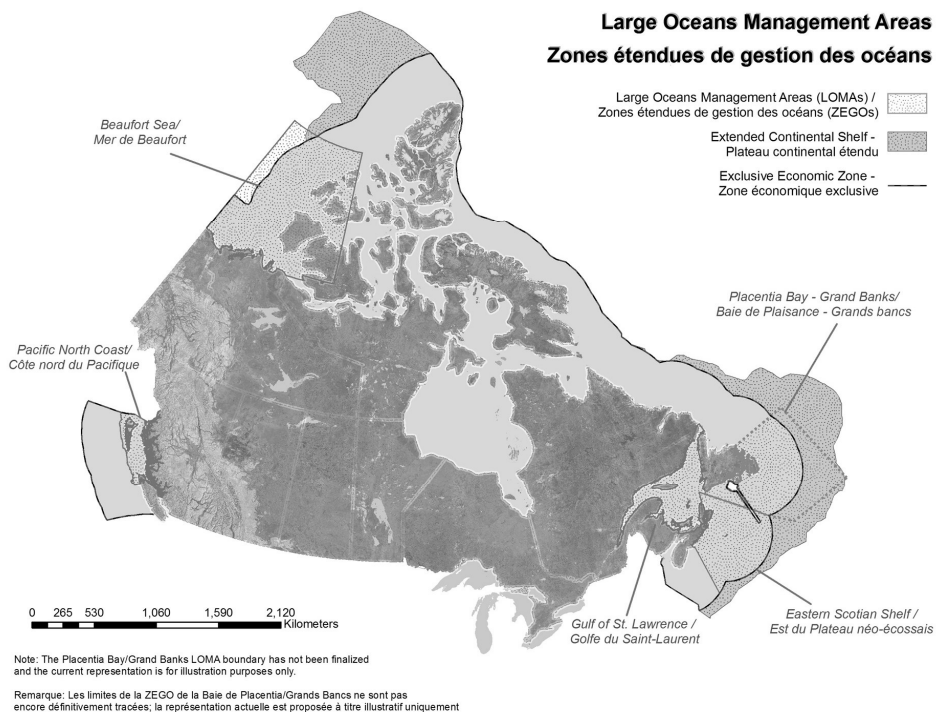 Large Oceans Management Areas
Zones étendues de gestion des océans
Large Oceans Management Areas (LOMAs) /
Zones étendues de gestion des océans (ZEGOs)
Extended Continental Shelf -
Plateau continental étendu
Exclusive Economic Zone -
Zone économique exclusive
Beaufort Sea/
Mer de Beaufort
Placentia Bay - Grand Banks/
Baie de Plaisance - Grands bancs
Pacific North Coast/
Côte nord du Pacifique
0 265 530 1,060 1,590 2,120
Kilometers
Gulf of St. Lawrence /
Golfe du Saint-Laurent
Eastern Scotian Shelf /
Est du Plateau néo-écossais
Note: The Placentia Bay/Grand Banks LOMA boundary has not been finalized
and the current representation is for illustration purposes only.
Remarque: Les limites de la ZEGO de la Baie de Placentia/Grands Bancs ne sont pas
encore définitivement tracées; la représentation actuelle est proposée à titre illustratif uniquement